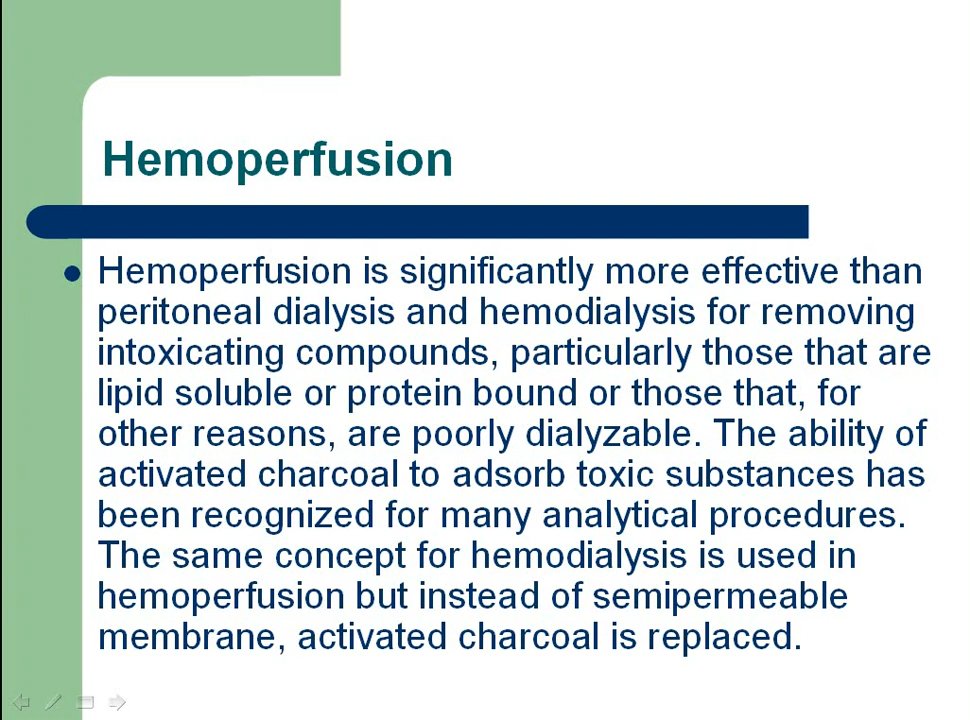 Hemoperfusion
Hemoperfusion is significantly more effective than
peritoneal dialysis and hemodialysis for removing
intoxicating compounds, particularly those that are
lipid soluble or protein bound or those that, for
other reasons, are poorly dialyzable. The ability of
activated charcoal to adsorb toxic substances has
been recognized for many analytical procedures.
The same concept for hemodialysis is used in
hemoperfusion but instead of semipermeable
membrane, activated charcoal is replaced.